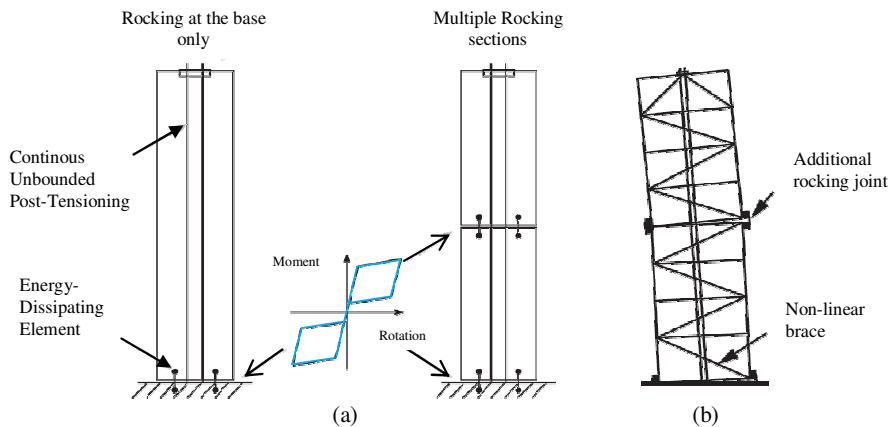 Rocking at the base
only
Multiple Rocking
sections
Continous
Unbounded
Post-Tensioning
Energy-
Dissipating
Element
Moment
Rotation
Additional
rocking joint
Non-linear
brace
(a)
(b)